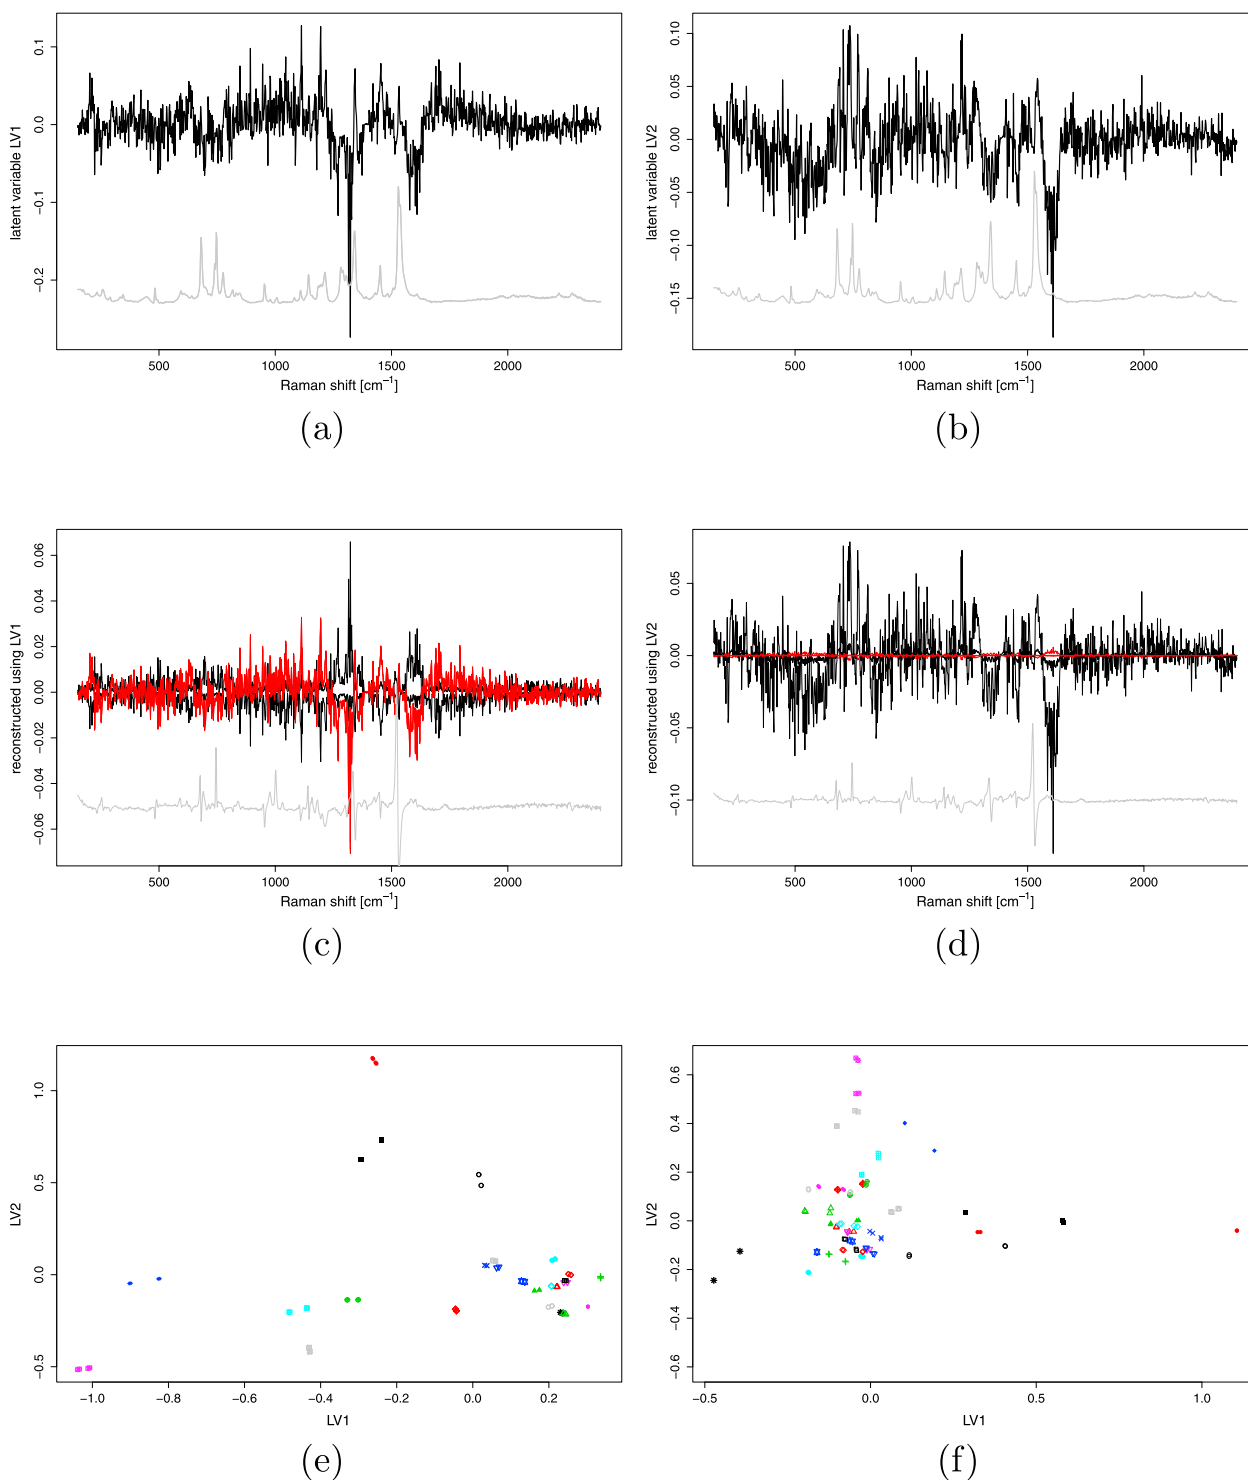 latent variable LV1
0.1
0.0
−0.1
−0.2
500 1000 1500 2000
Raman shift [cm⁻¹]
(a)
latent variable LV2
0.10
0.05
0.00
−0.05
−0.10
−0.15
500 1000 1500 2000
Raman shift [cm⁻¹]
(b)
reconstructed using LV1
0.06
0.04
0.02
0.00
−0.02
−0.04
−0.06
500 1000 1500 2000
Raman shift [cm⁻¹]
(c)
reconstructed using LV2
0.05
0.00
−0.05
−0.10
500 1000 1500 2000
Raman shift [cm⁻¹]
(d)
LV2
1.0
0.5
0.0
−0.5
−1.0 −0.8 −0.6 −0.4 −0.2 0.0 0.2
LV1
(e)
LV2
0.6
0.4
0.2
0.0
−0.2
−0.4
−0.6
−0.5 0.0 0.5 1.0
LV1
(f)